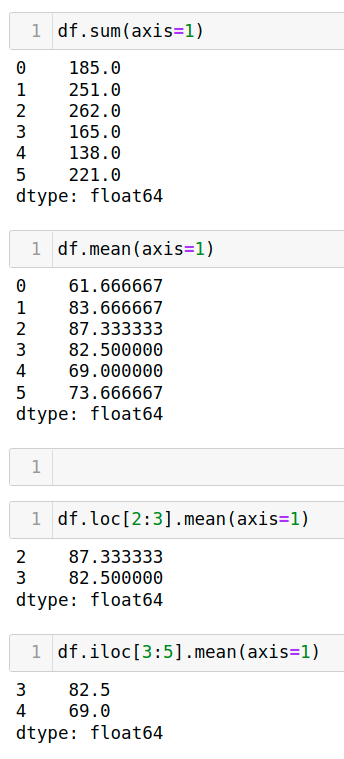 1 df.sum(axis=1)
0    185.0
1    251.0
2    262.0
3    165.0
4    138.0
5    221.0
dtype: float64
1 df.mean(axis=1)
0    61.666667
1    83.666667
2    87.333333
3    82.500000
4    69.000000
5    73.666667
dtype: float64
1
1 df.loc[2:3].mean(axis=1)
2    87.333333
3    82.500000
dtype: float64
1 df.iloc[3:5].mean(axis=1)
3    82.5
4    69.0
dtype: float64